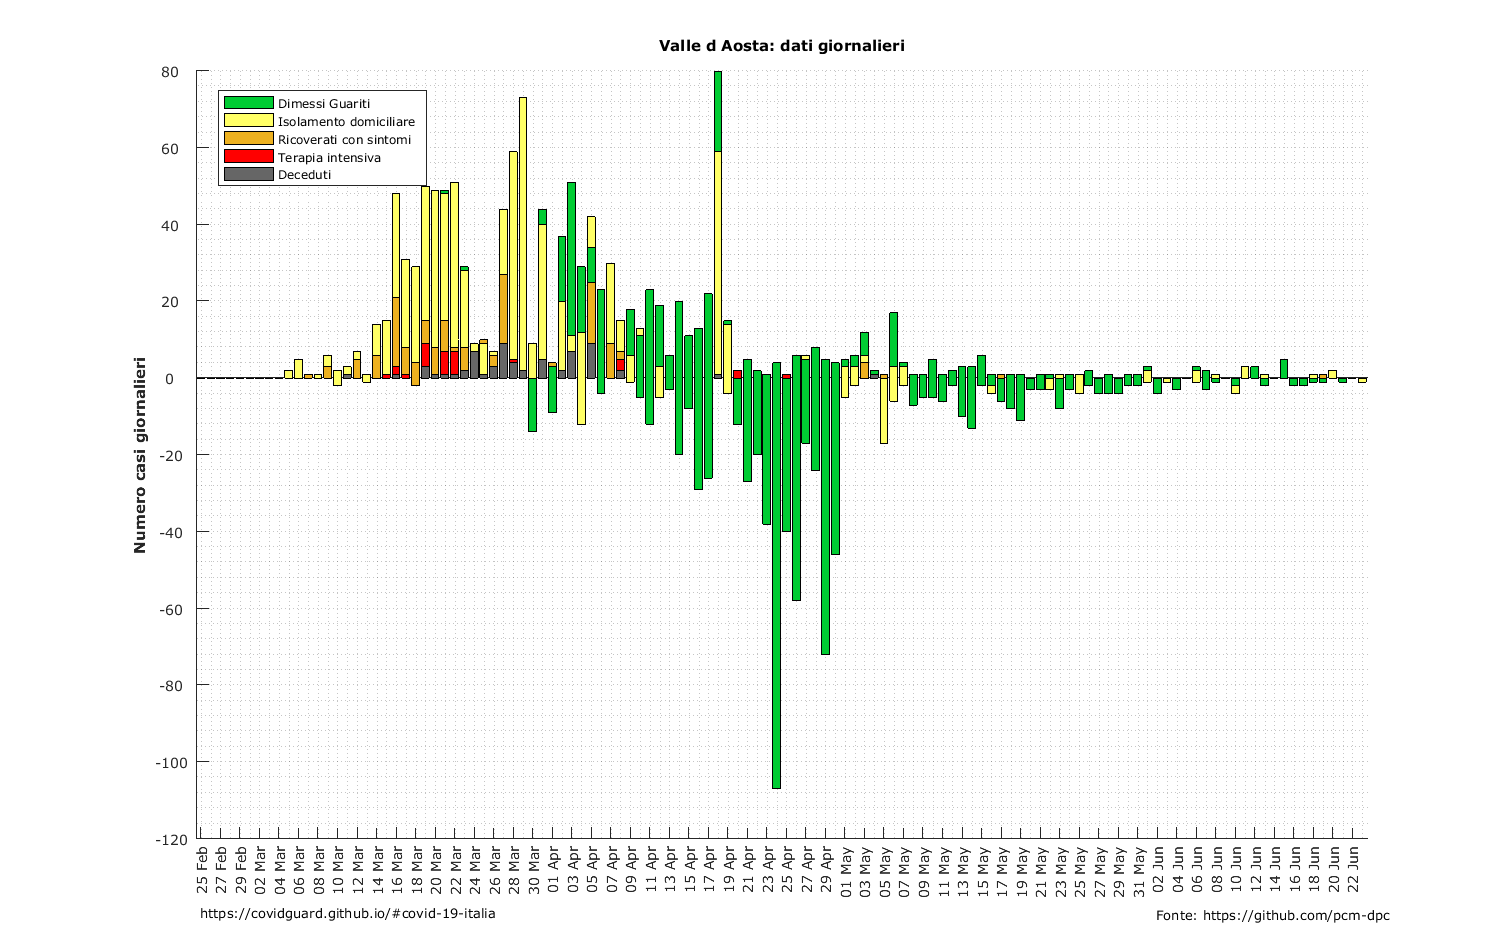 Valle d Aosta: dati giornalieri
80
60
40
20
0
-20
-40
-60
-80
-100
-120
Numero casi giornalieri
Dimessi Guariti
Isolamento domiciliare
Ricoverati con sintomi
Terapia intensiva
Deceduti
25 Feb
27 Feb
29 Feb
02 Mar
04 Mar
06 Mar
08 Mar
10 Mar
12 Mar
14 Mar
16 Mar
18 Mar
20 Mar
22 Mar
24 Mar
26 Mar
28 Mar
30 Mar
01 Apr
03 Apr
05 Apr
07 Apr
09 Apr
11 Apr
13 Apr
15 Apr
17 Apr
19 Apr
21 Apr
23 Apr
25 Apr
27 Apr
29 Apr
01 May
03 May
05 May
07 May
09 May
11 May
13 May
15 May
17 May
19 May
21 May
23 May
25 May
27 May
29 May
31 May
02 Jun
04 Jun
06 Jun
08 Jun
10 Jun
12 Jun
14 Jun
16 Jun
18 Jun
20 Jun
22 Jun
https://covidguard.github.io/#covid-19-italia
Fonte: https://github.com/pcm-dpc